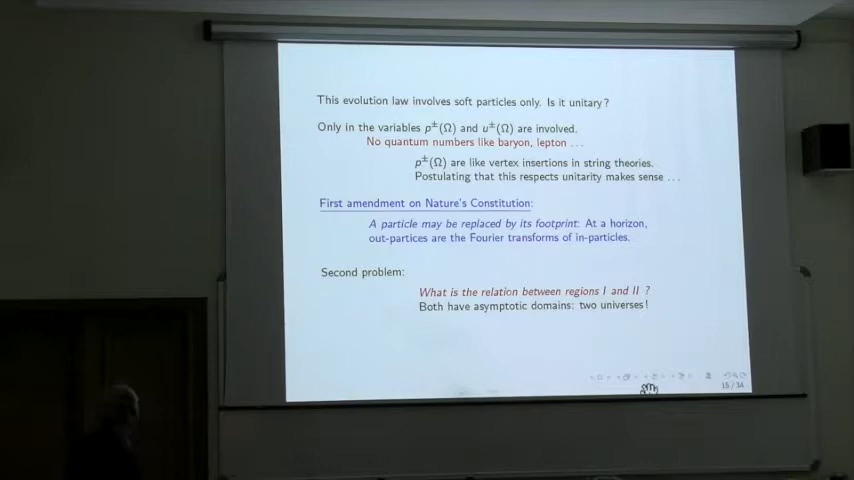 This evolution law involves soft particles only. Is it unitary?
Only in the variables p±(Ω) and u±(Ω) are involved.
No quantum numbers like baryon, lepton ...
p±(Ω) are like vertex insertions in string theories.
Postulating that this respects unitarity makes sense ...
First amendment on Nature's Constitution:
A particle may be replaced by its footprint: At a horizon,
out-partices are the Fourier transforms of in-particles.
Second problem:
What is the relation between regions I and II ?
Both have asymptotic domains: two universes!
15 / 34